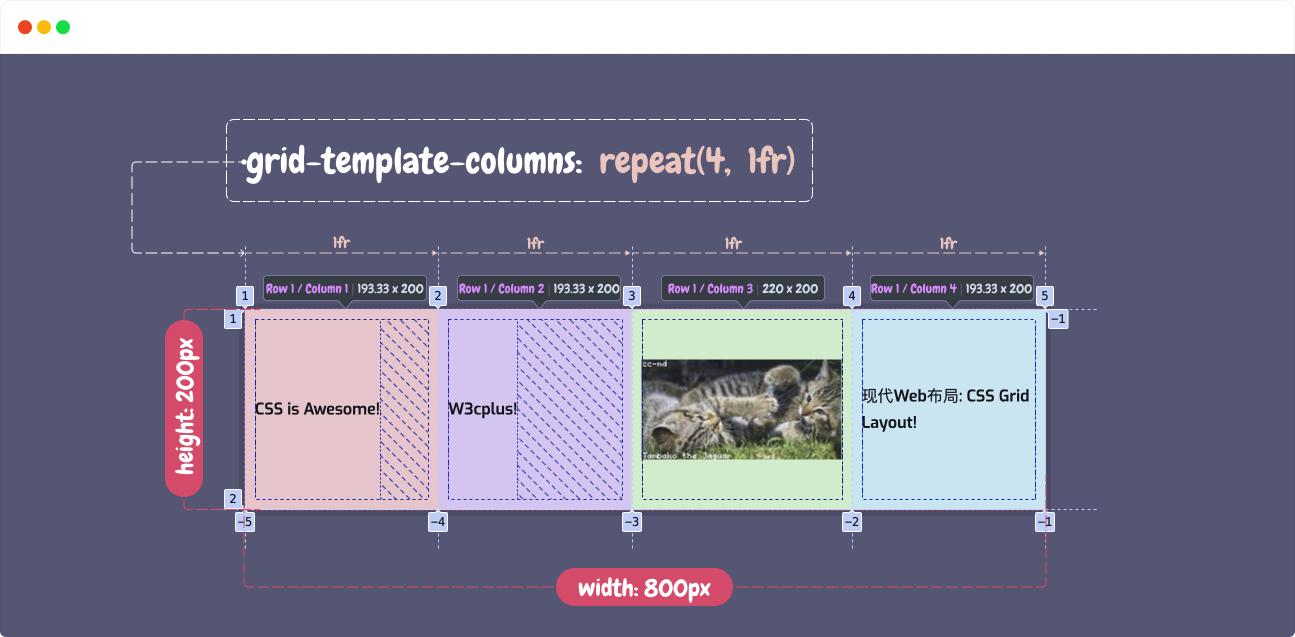 grid-template-columns: repeat(4, 1fr)
1fr 1fr 1fr 1fr
Row 1 / Column 1 | 193.33 x 200
Row 1 / Column 2 | 193.33 x 200
Row 1 / Column 3 | 220 x 200
Row 1 / Column 4 | 193.33 x 200
1 2 3 4 5
1 -1
height: 200px
cc-nd
CSS is Awesome!
W3cplus!
现代Web布局: CSS Grid
Layout!
Tambako the Jaguar
2
-5 -4 -3 -2 -1
width: 800px